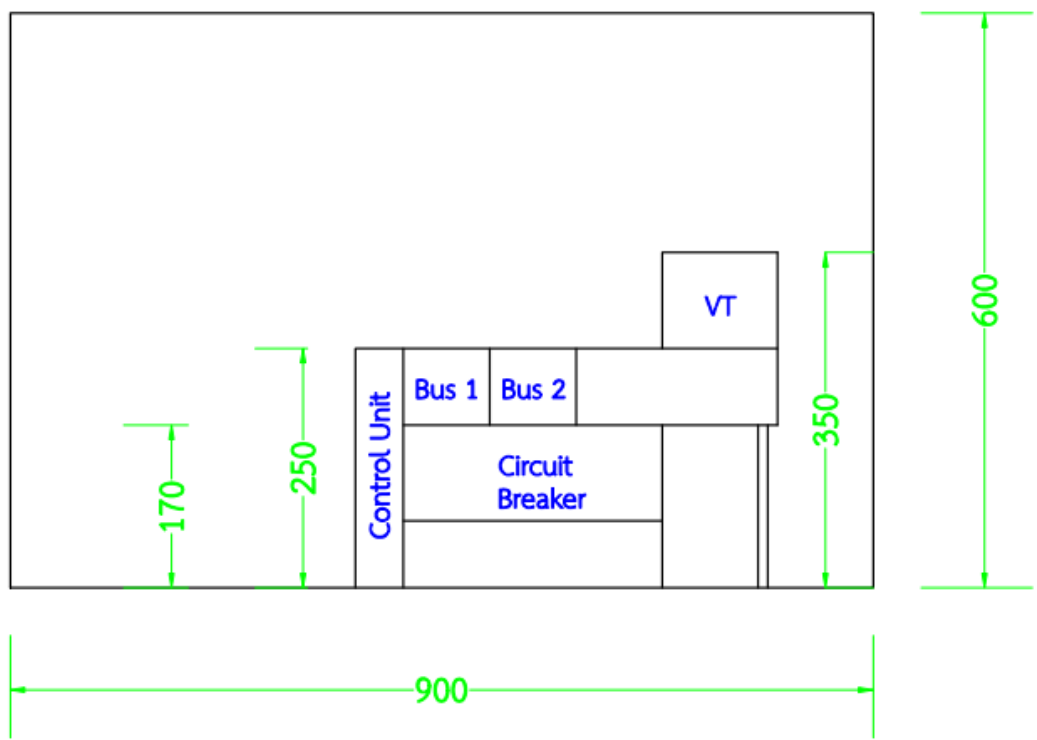 VT
600
Bus 1
Bus 2
350
Control Unit
250
170
Circuit
Breaker
900